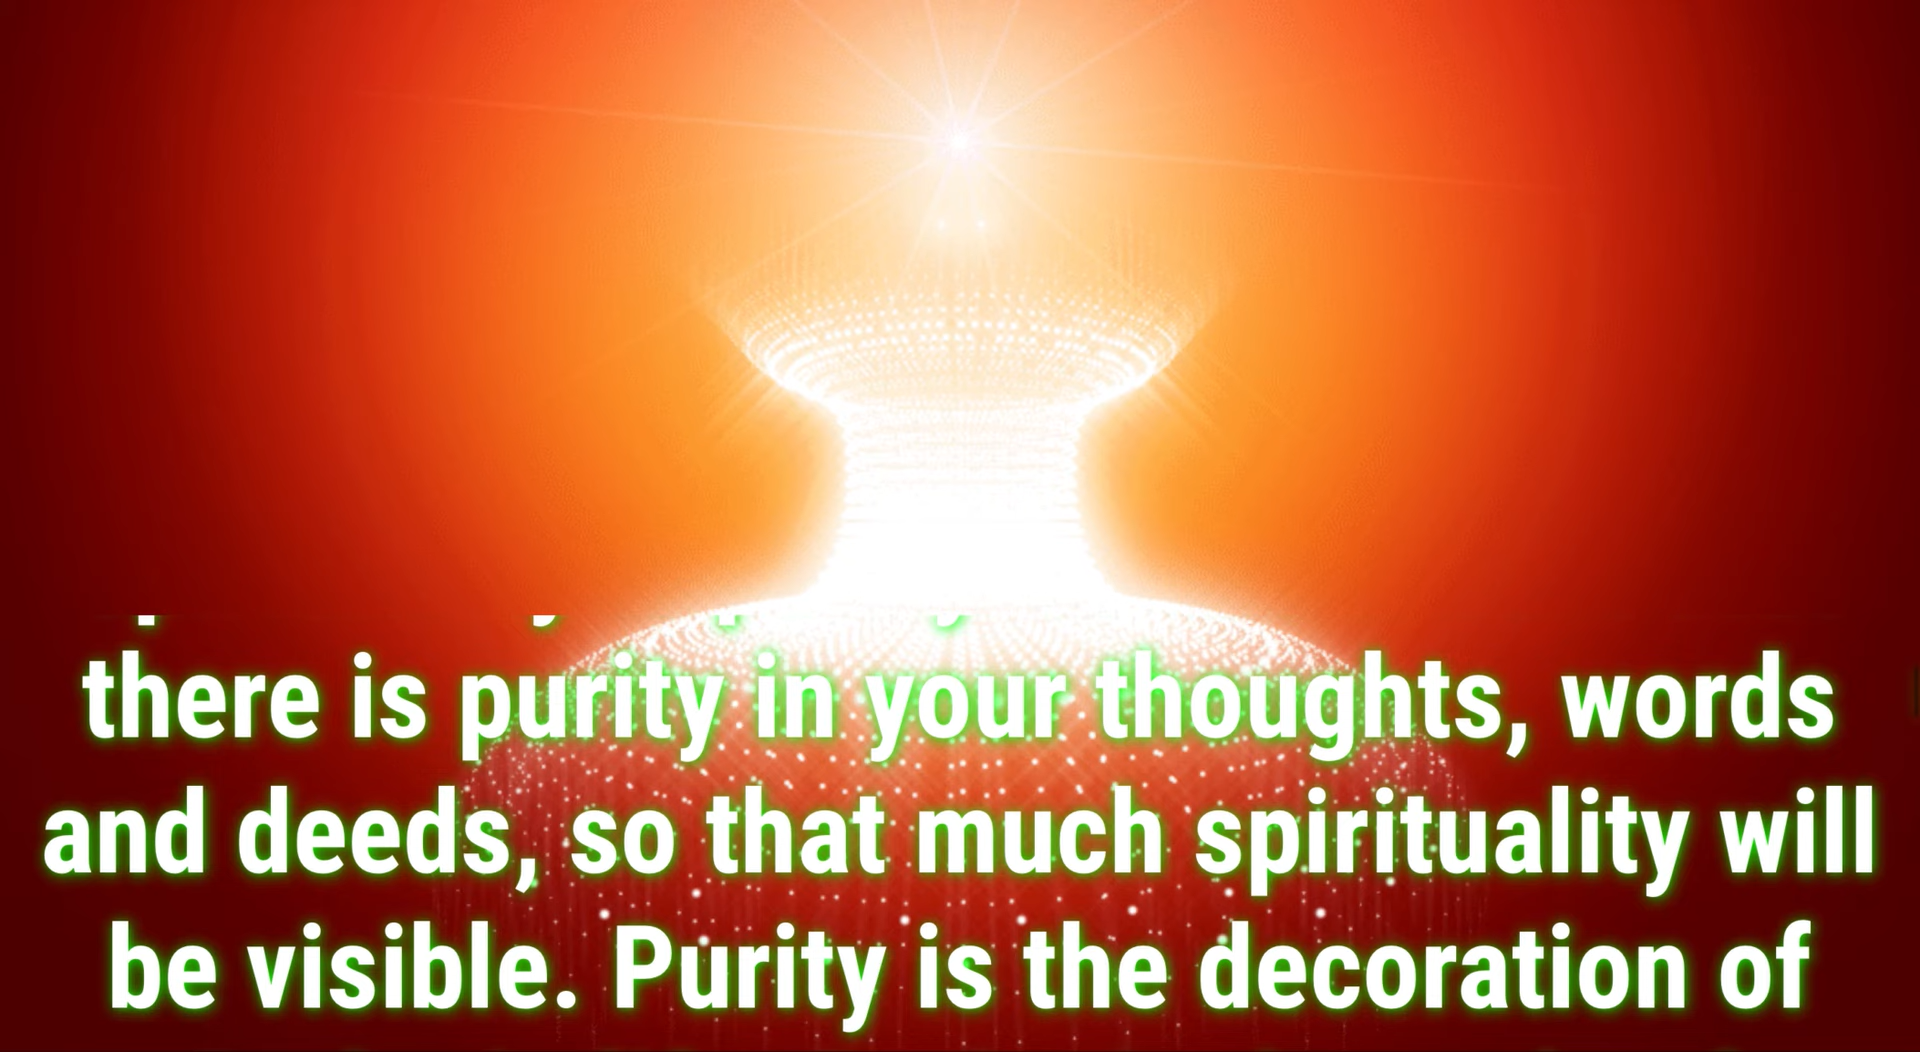 there is purity in your thoughts, words
and deeds, so that much spirituality will
be visible. Purity is the decoration of